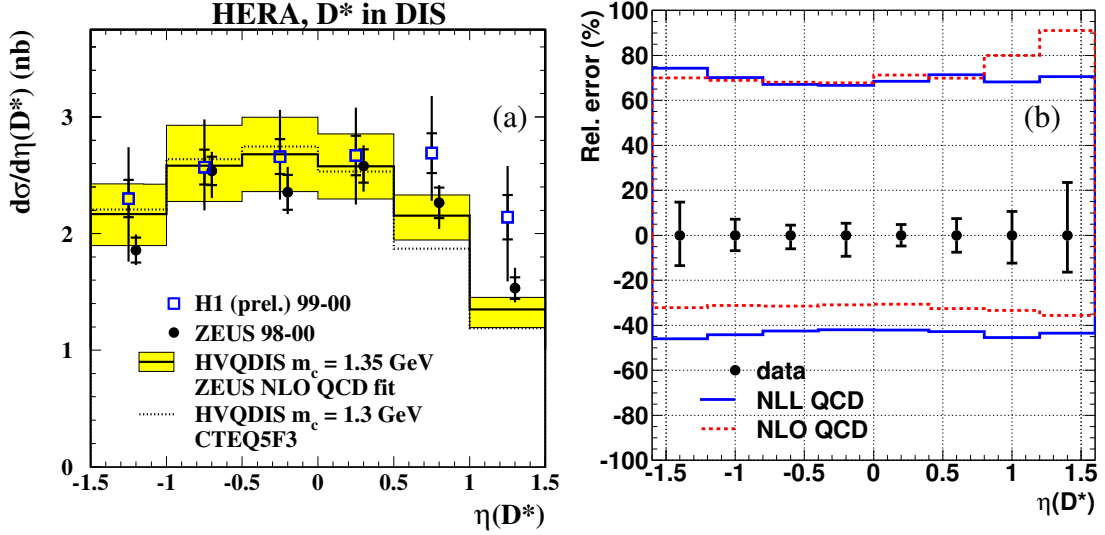 HERA, D* in DIS
dσ/dη(D*) (nb)
3
2
1
0
(a)
H1 (prel.) 99-00
ZEUS 98-00
HVQDIS m_c = 1.35 GeV
ZEUS NLO QCD fit
HVQDIS m_c = 1.3 GeV
CTEQ5F3
-1.5 -1 -0.5 0 0.5 1 1.5
η(D*)
Rel. error (%)
100
80
60
40
20
0
-20
-40
-60
-80
-100
(b)
data
NLL QCD
NLO QCD
-1.5 -1 -0.5 0 0.5 1 1.5
η(D*)